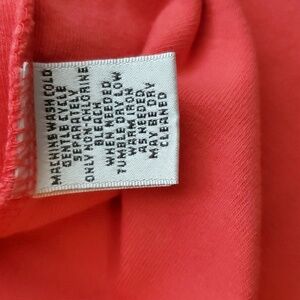 MACHINE WASH COLD
GENTLE CYCLE
SEPARATELY
ONLY NON-CHLORINE
BLEACH
WHEN NEEDED
TUMBLE DRY LOW
WARM IRON
AS NEEDED
MAY BE DRY
CLEANED